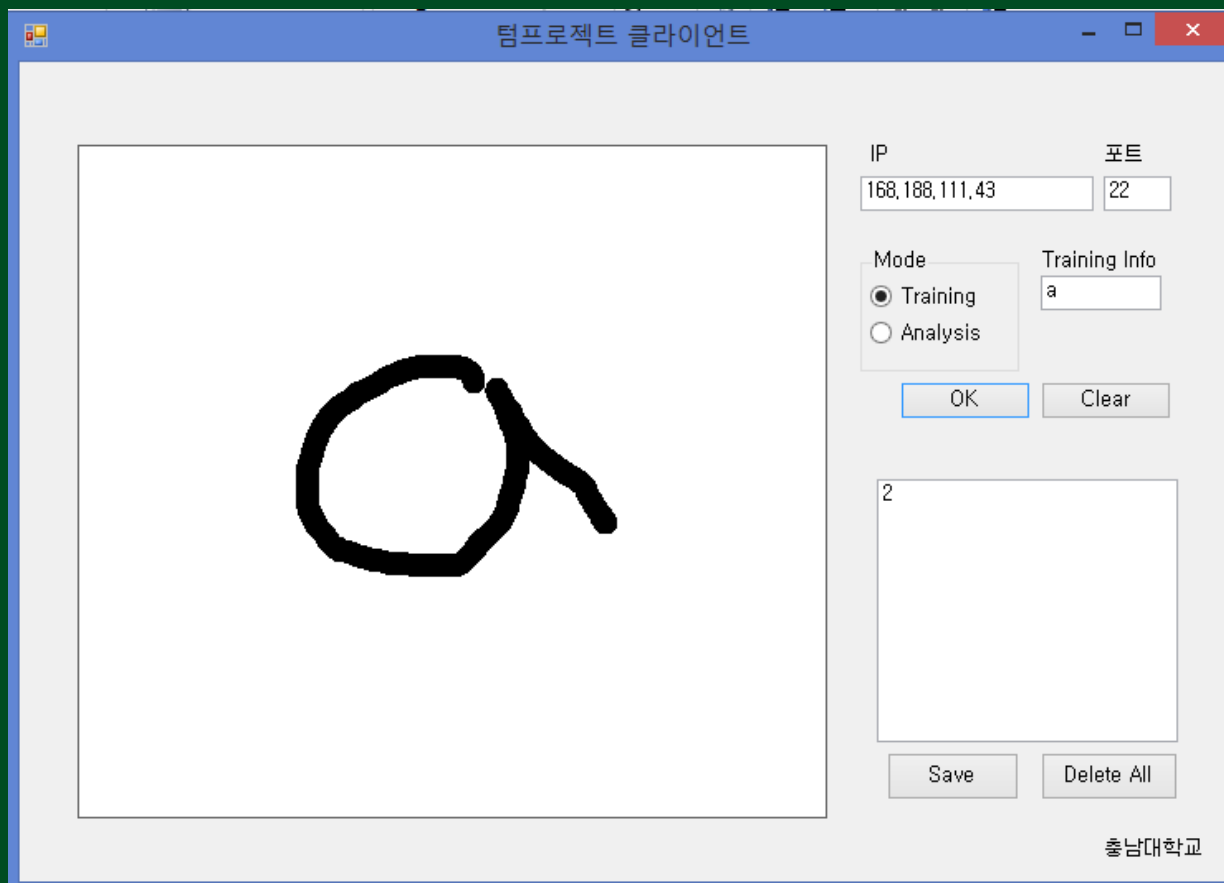 텀프로젝트 클라이언트
IP 포트
168,188,111,43 22
Mode Training Info
Training a
Analysis
OK Clear
a
2
Save Delete All
충남대학교